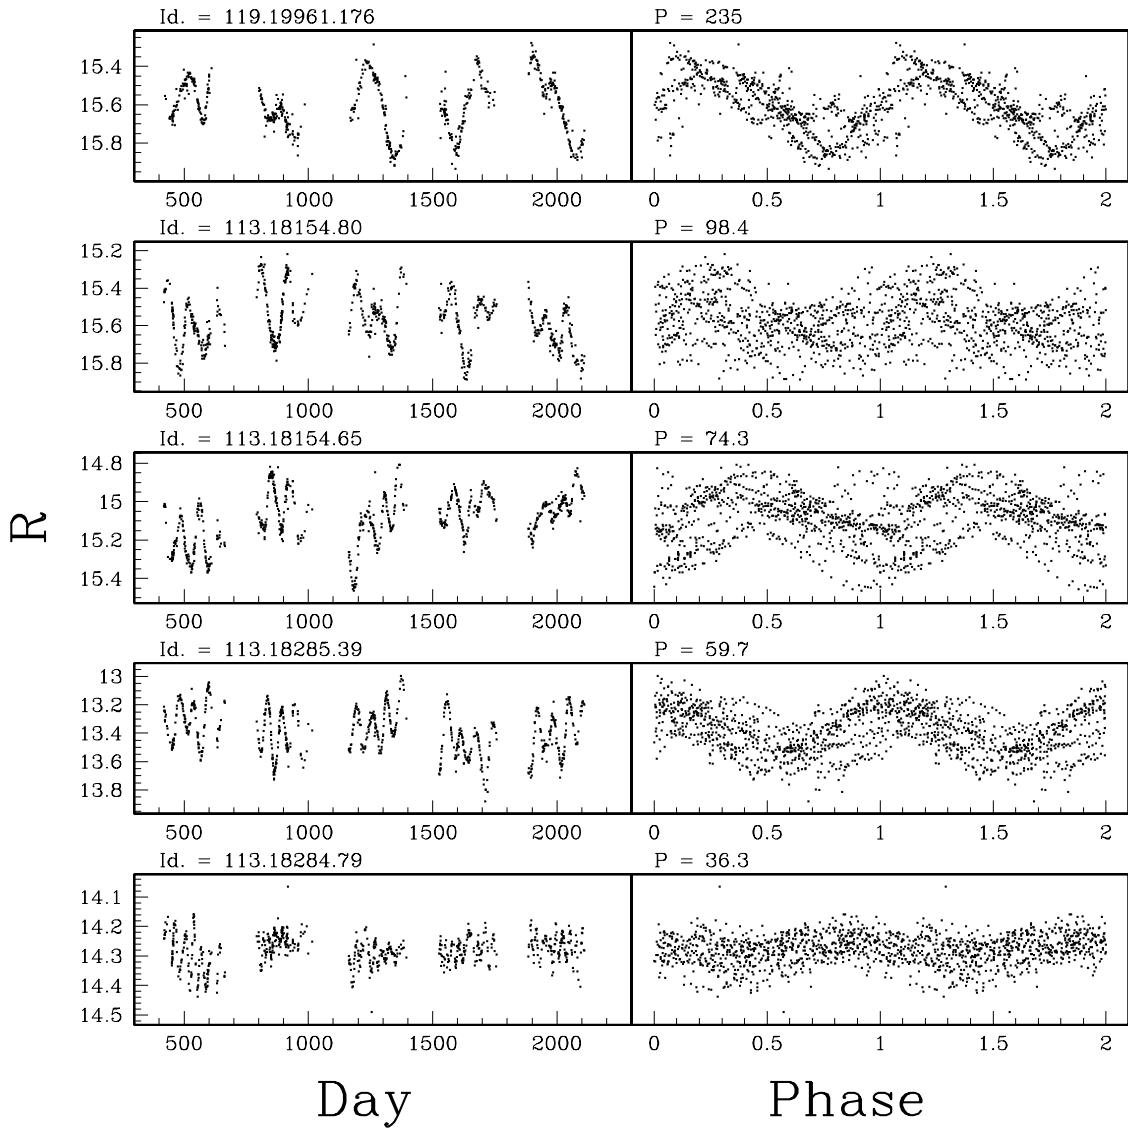 Id. = 119.19961.176 P = 235
15.4
15.6
15.8
500 1000 1500 2000 0 0.5 1 1.5 2
Id. = 113.18154.80 P = 98.4
15.2
15.4
15.6
15.8
500 1000 1500 2000 0 0.5 1 1.5 2
Id. = 113.18154.65 P = 74.3
14.8
15
15.2
15.4
R
500 1000 1500 2000 0 0.5 1 1.5 2
Id. = 113.18285.39 P = 59.7
13
13.2
13.4
13.6
13.8
500 1000 1500 2000 0 0.5 1 1.5 2
Id. = 113.18284.79 P = 36.3
14.1
14.2
14.3
14.4
14.5
500 1000 1500 2000 0 0.5 1 1.5 2
Day Phase